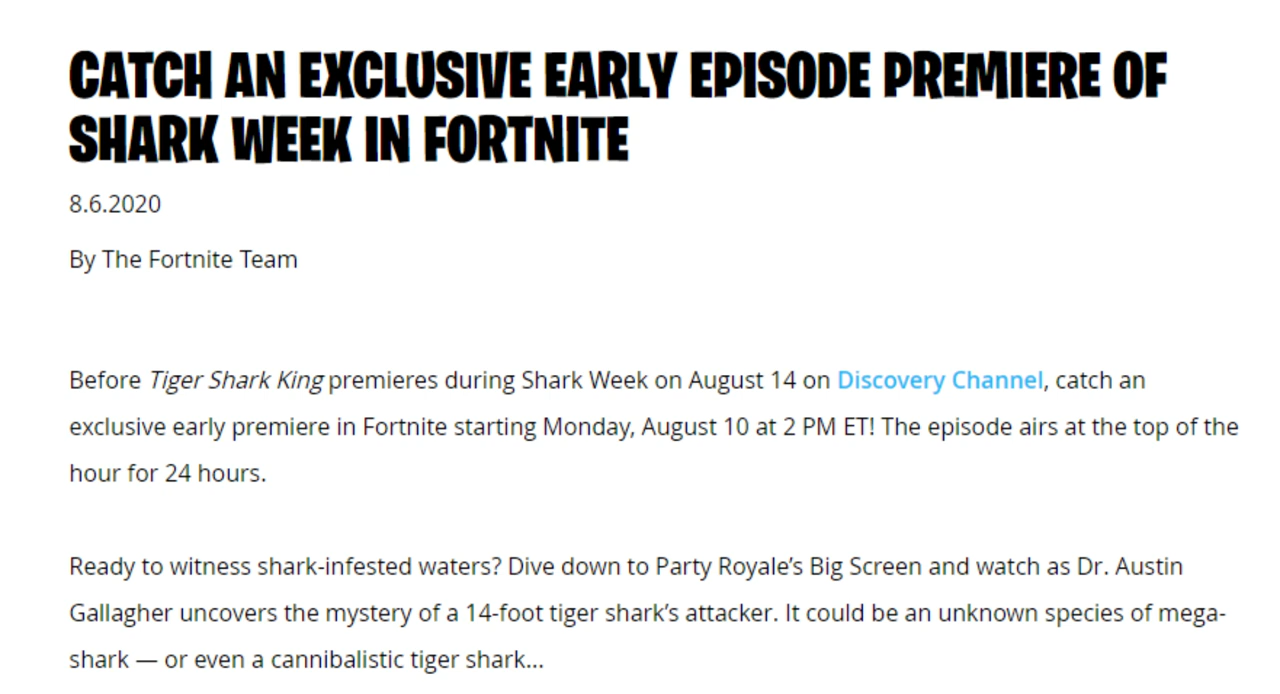 CATCH AN EXCLUSIVE EARLY EPISODE PREMIERE OF
SHARK WEEK IN FORTNITE
8.6.2020
By The Fortnite Team
Before Tiger Shark King premieres during Shark Week on August 14 on Discovery Channel, catch an
exclusive early premiere in Fortnite starting Monday, August 10 at 2 PM ET! The episode airs at the top of the
hour for 24 hours.
Ready to witness shark-infested waters? Dive down to Party Royale’s Big Screen and watch as Dr. Austin
Gallagher uncovers the mystery of a 14-foot tiger shark’s attacker. It could be an unknown species of mega-
shark — or even a cannibalistic tiger shark...